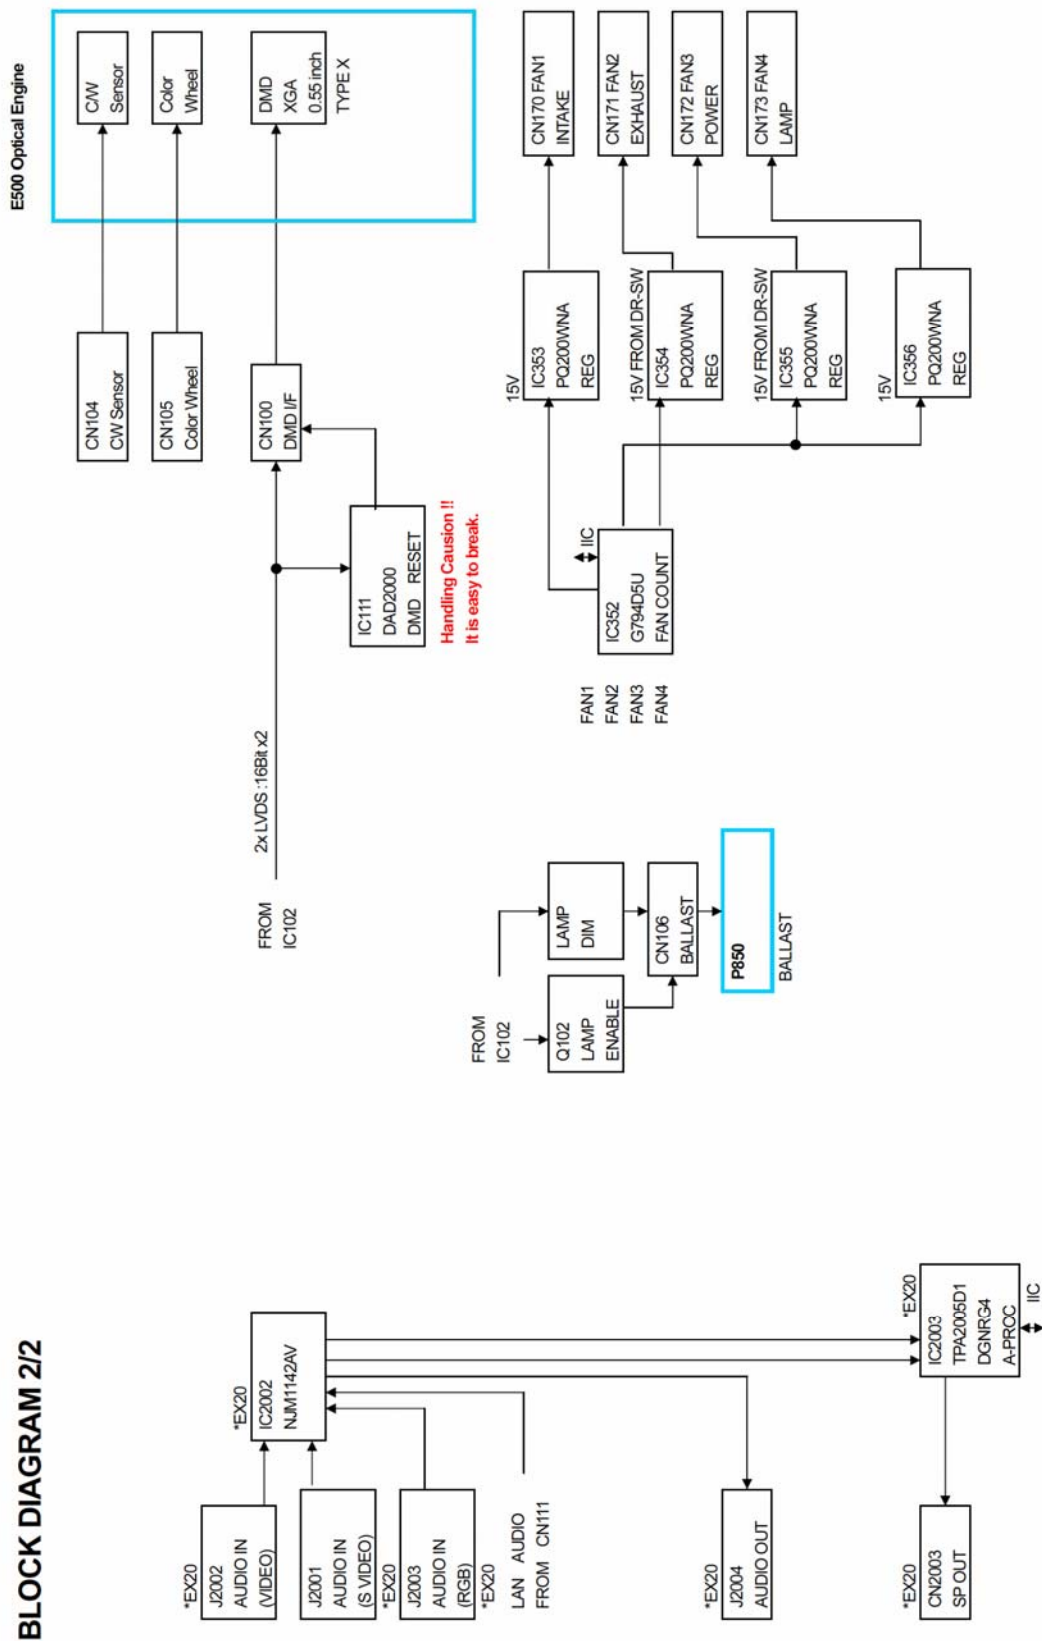 BLOCK DIAGRAM 2/2
*EX20
J2002
AUDIO IN
(VIDEO)
J2001
AUDIO IN
(S VIDEO)
*EX20
J2003
AUDIO IN
(RGB)
*EX20
LAN AUDIO
FROM CN111
*EX20
J2004
AUDIO OUT
*EX20
CN2003
SP OUT
*EX20
IC2002
NJM1142AV
*EX20
IC2003
TPA2005D1
DGNRG4
A-PROC
IIC
FROM
IC102
2x LVDS :16Bit x2
IC111
DAD2000
DMD RESET
Handling Causion !!
It is easy to break.
CN104
CW Sensor
CN105
Color Wheel
CN100
DMD I/F
E500 Optical Engine
C/W
Sensor
Color
Wheel
DMD
XGA
0.55 inch
TYPE X
FROM
IC102
Q102
LAMP
ENABLE
LAMP
DIM
CN106
BALLAST
P850
BALLAST
FAN1
FAN2
FAN3
FAN4
IC352
G794D5U
FAN COUNT
IIC
15V
IC353
PQ200WNA
REG
15V FROM DR-SW
IC354
PQ200WNA
REG
15V FROM DR-SW
IC355
PQ200WNA
REG
15V
IC356
PQ200WNA
REG
CN170 FAN1
INTAKE
CN171 FAN2
EXHAUST
CN172 FAN3
POWER
CN173 FAN4
LAMP